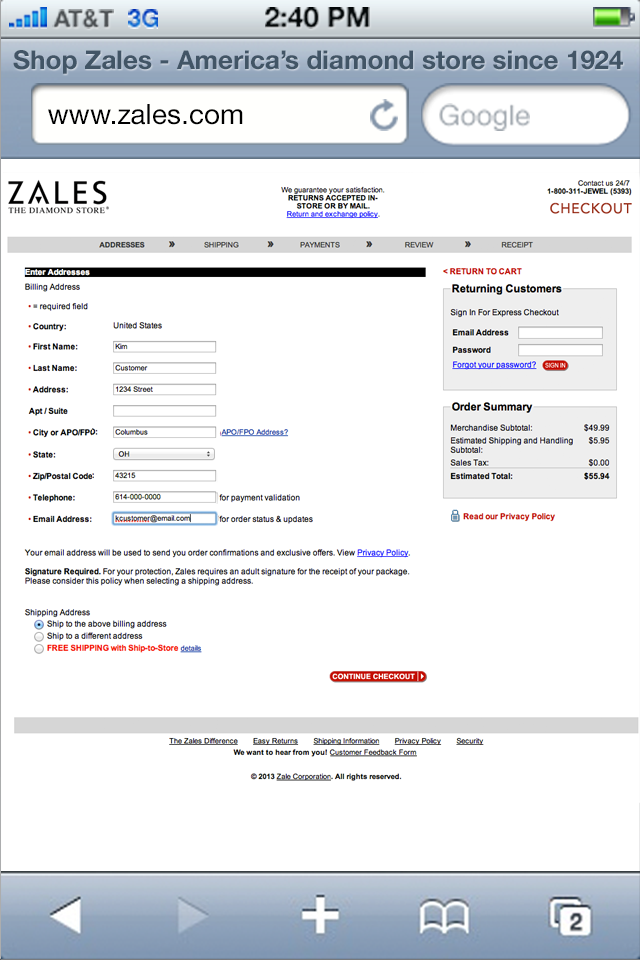 AT&T 3G 2:40 PM
Shop Zales - America's diamond store since 1924
www.zales.com
Google
ZALES
THE DIAMOND STORE®
We guarantee your satisfaction.
RETURNS ACCEPTED IN-
STORE OR BY MAIL.
Return and exchange policy.
Contact us 24/7
1-800-311-JEWEL (5393)
CHECKOUT
ADDRESSES » SHIPPING » PAYMENTS » REVIEW » RECEIPT
Enter Addresses
Billing Address
• = required field
• Country: United States
• First Name: Kim
• Last Name: Customer
• Address: 1234 Street
Apt / Suite
• City or APO/FPO: Columbus APO/FPO Address?
• State: OH
• Zip/Postal Code: 43215
• Telephone: 614-000-0000 for payment validation
• Email Address: kcustomer@email.com for order status & updates
Your email address will be used to send you order confirmations and exclusive offers. View Privacy Policy.
Signature Required. For your protection, Zales requires an adult signature for the receipt of your package.
Please consider this policy when selecting a shipping address.
Shipping Address
Ship to the above billing address
Ship to a different address
FREE SHIPPING with Ship-to-Store details
CONTINUE CHECKOUT
< RETURN TO CART
Returning Customers
Sign In For Express Checkout
Email Address
Password
Forgot your password? SIGN IN
Order Summary
Merchandise Subtotal: $49.99
Estimated Shipping and Handling $5.95
Subtotal:
Sales Tax: $0.00
Estimated Total: $55.94
Read our Privacy Policy
The Zales Difference Easy Returns Shipping Information Privacy Policy Security
We want to hear from you! Customer Feedback Form
© 2013 Zale Corporation. All rights reserved.
2